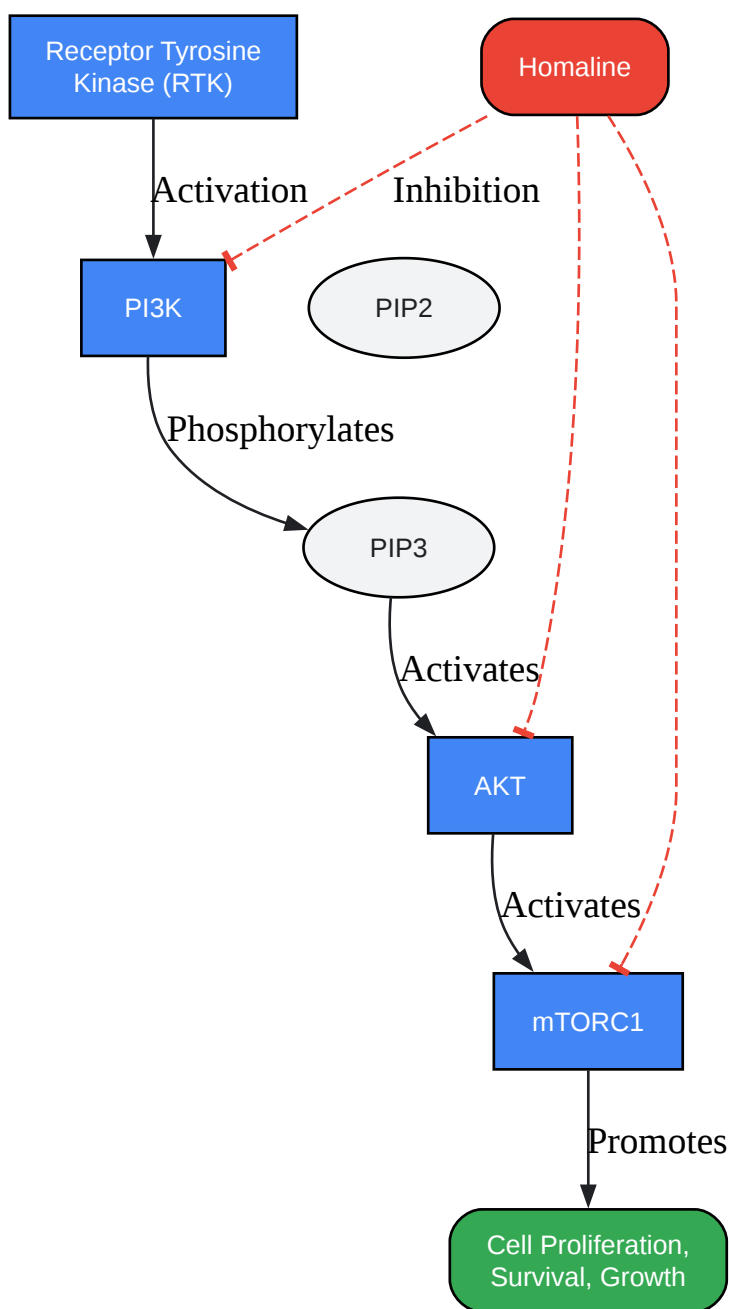 Receptor Tyrosine
Kinase (RTK)
Homaline
Activation
Inhibition
PI3K
PIP2
Phosphorylates
PIP3
Activates
AKT
Activates
mTORC1
Promotes
Cell Proliferation,
Survival, Growth